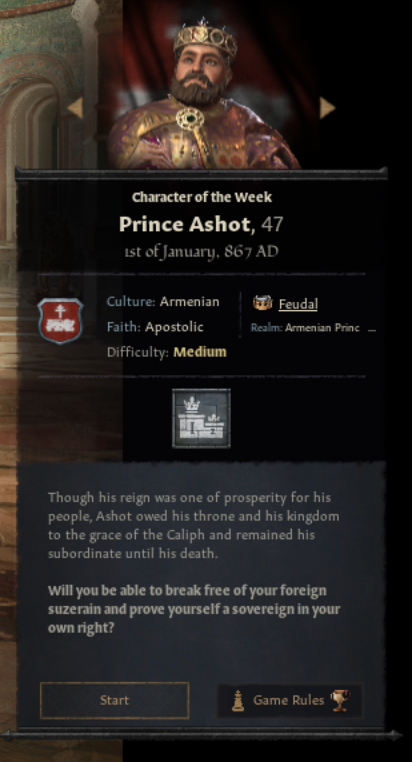 Character of the Week
Prince Ashot, 47
1st of January, 867 AD
Culture: Armenian
Faith: Apostolic
Difficulty: Medium
Feudal
Realm: Armenian Princ ...
Though his reign was one of prosperity for his
people, Ashot owed his throne and his kingdom
to the grace of the Caliph and remained his
subordinate until his death.
Will you be able to break free of your foreign
suzerain and prove yourself a sovereign in your
own right?
Start
Game Rules